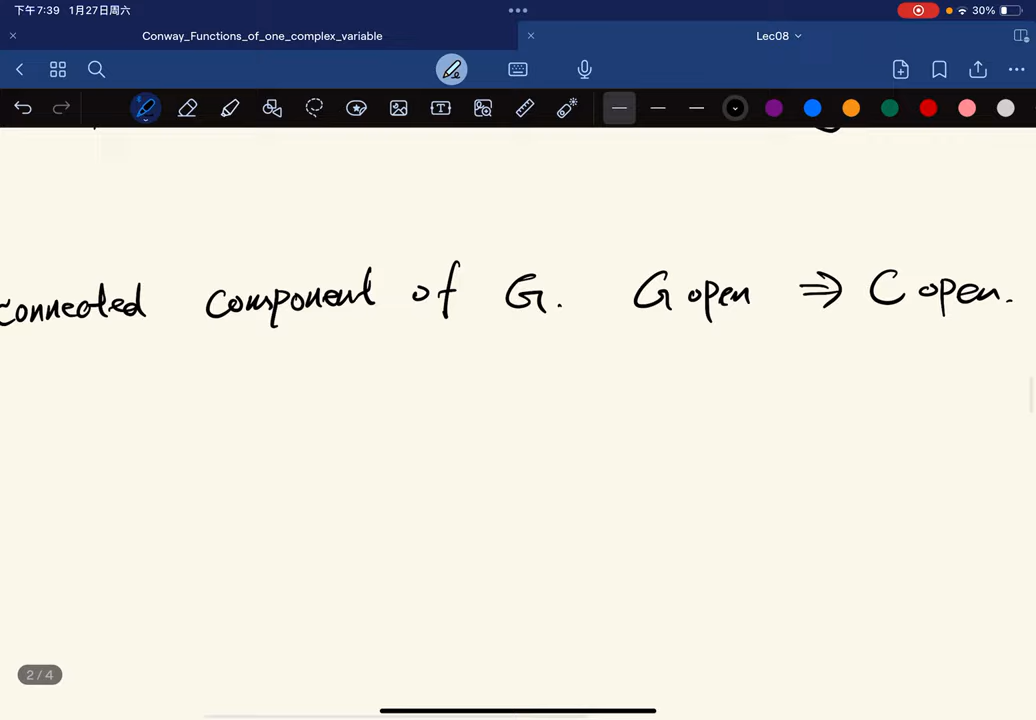 下午7:39 1月27日周六
30%
Conway_Functions_of_one_complex_variable
Lec08
connected component of G. G open ⇒ C open.
2 / 4